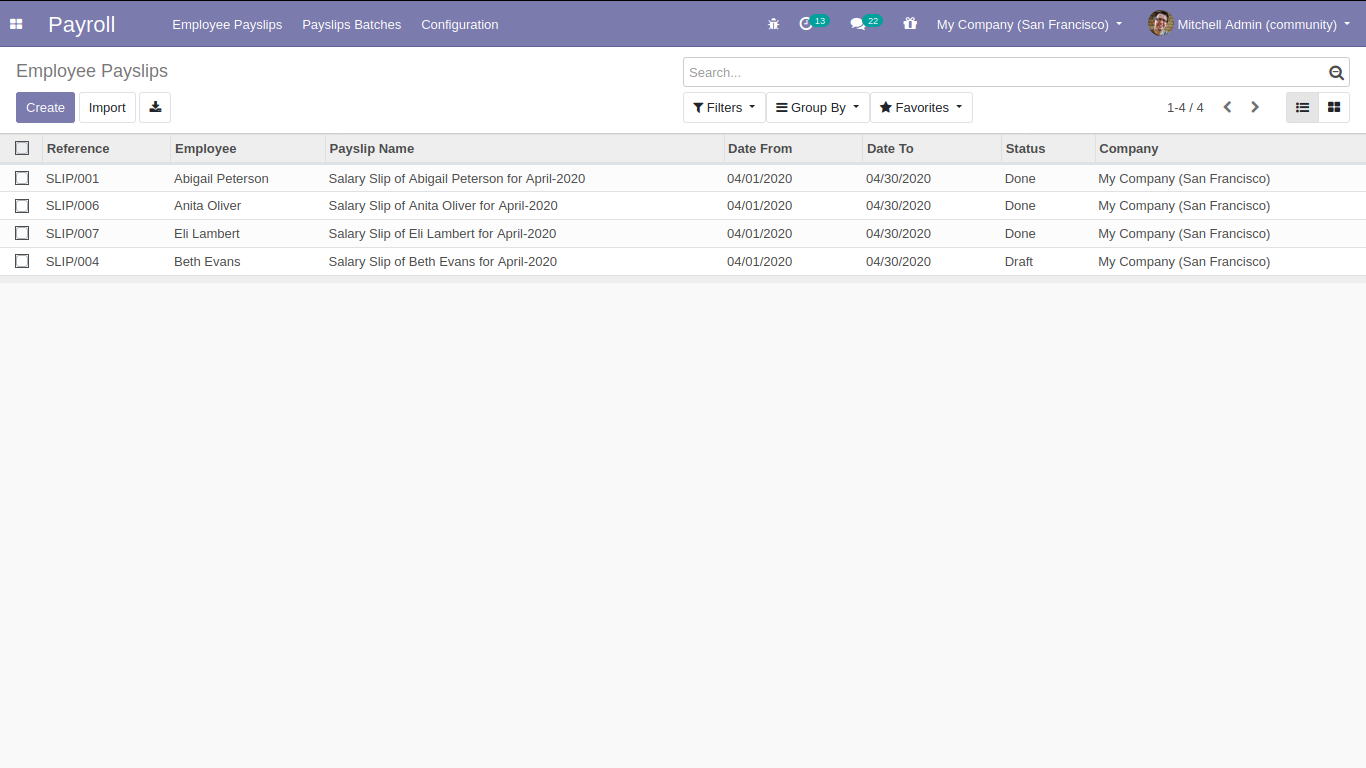 Payroll Employee Payslips Payslips Batches Configuration 13 22 My Company (San Francisco) Mitchell Admin (community)
Employee Payslips Search...
Create Import Filters Group By Favorites 1-4 / 4
Reference Employee Payslip Name Date From Date To Status Company
SLIP/001 Abigail Peterson Salary Slip of Abigail Peterson for April-2020 04/01/2020 04/30/2020 Done My Company (San Francisco)
SLIP/006 Anita Oliver Salary Slip of Anita Oliver for April-2020 04/01/2020 04/30/2020 Done My Company (San Francisco)
SLIP/007 Eli Lambert Salary Slip of Eli Lambert for April-2020 04/01/2020 04/30/2020 Done My Company (San Francisco)
SLIP/004 Beth Evans Salary Slip of Beth Evans for April-2020 04/01/2020 04/30/2020 Draft My Company (San Francisco)